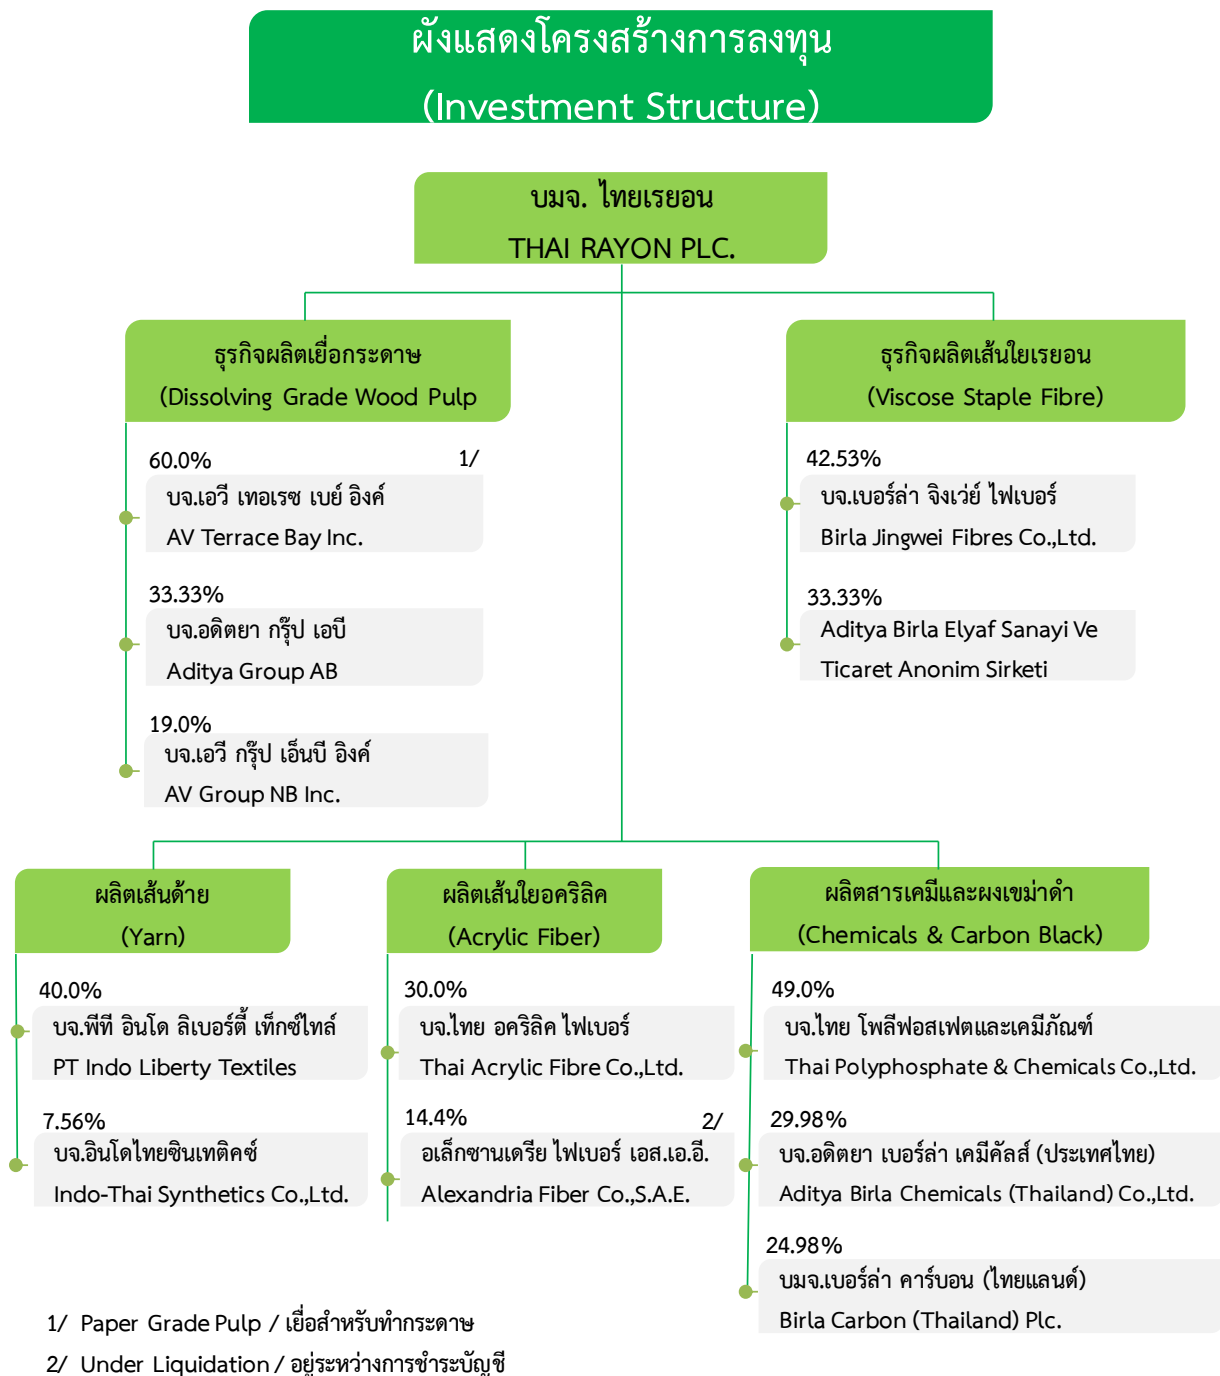 ผังแสดงโครงสร้างการลงทุน
(Investment Structure)
บมจ. ไทยเรยอน
THAI RAYON PLC.
ธุรกิจผลิตเยื่อกระดาษ
(Dissolving Grade Wood Pulp
60.0% 1/
บจ.เอวี เทอเรซ เบย์ อิงค์
AV Terrace Bay Inc.
33.33%
บจ.อดิตยา กรุ๊ป เอบี
Aditya Group AB
19.0%
บจ.เอวี กรุ๊ป เอ็นบี อิงค์
AV Group NB Inc.
ธุรกิจผลิตเส้นใยเรยอน
(Viscose Staple Fibre)
42.53%
บจ.เบอร์ล่า จิงเว่ย์ ไฟเบอร์
Birla Jingwei Fibres Co.,Ltd.
33.33%
Aditya Birla Elyaf Sanayi Ve
Ticaret Anonim Sirketi
ผลิตเส้นด้าย
(Yarn)
40.0%
บจ.พีที อินโด ลิเบอร์ตี้ เท็กซ์ไทล์
PT Indo Liberty Textiles
7.56%
บจ.อินโดไทยซินเทติคซ์
Indo-Thai Synthetics Co.,Ltd.
ผลิตเส้นใยอคริลิค
(Acrylic Fiber)
30.0%
บจ.ไทย อคริลิค ไฟเบอร์
Thai Acrylic Fibre Co.,Ltd.
14.4% 2/
อเล็กซานเดรีย ไฟเบอร์ เอส.เอ.อี.
Alexandria Fiber Co.,S.A.E.
ผลิตสารเคมีและผงเขม่าดำ
(Chemicals & Carbon Black)
49.0%
บจ.ไทย โพลีฟอสเฟตและเคมีภัณฑ์
Thai Polyphosphate & Chemicals Co.,Ltd.
29.98%
บจ.อดิตยา เบอร์ล่า เคมีคัลส์ (ประเทศไทย)
Aditya Birla Chemicals (Thailand) Co.,Ltd.
24.98%
บมจ.เบอร์ล่า คาร์บอน (ไทยแลนด์)
Birla Carbon (Thailand) Plc.
1/ Paper Grade Pulp / เยื่อสำหรับทำกระดาษ
2/ Under Liquidation / อยู่ระหว่างการชำระบัญชี